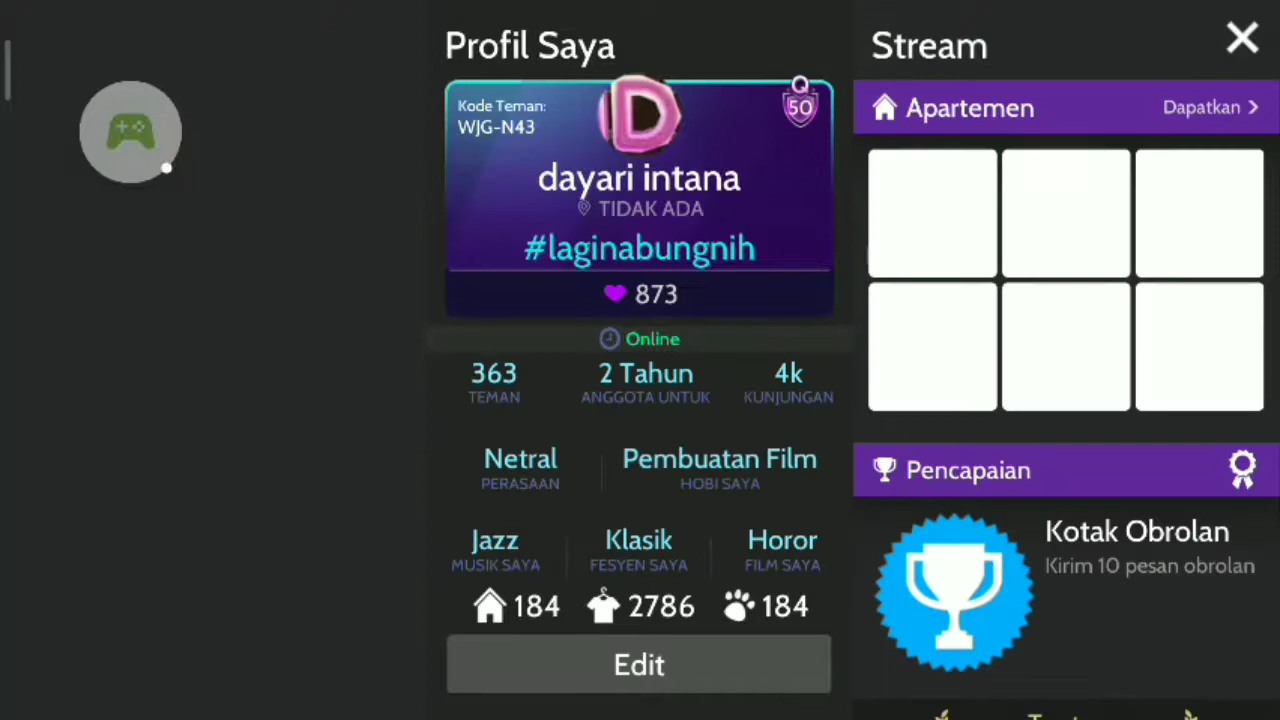 Profil Saya
Kode Teman:
WJG-N43
D
Q
50
dayari intana
TIDAK ADA
#laginabungnih
873
Online
363
TEMAN
2 Tahun
ANGGOTA UNTUK
4k
KUNJUNGAN
Netral
PERASAAN
Pembuatan Film
HOBI SAYA
Jazz
MUSIK SAYA
Klasik
FESYEN SAYA
Horor
FILM SAYA
184
2786
184
Edit
Stream
Apartemen
Dapatkan
Pencapaian
Kotak Obrolan
Kirim 10 pesan obrolan